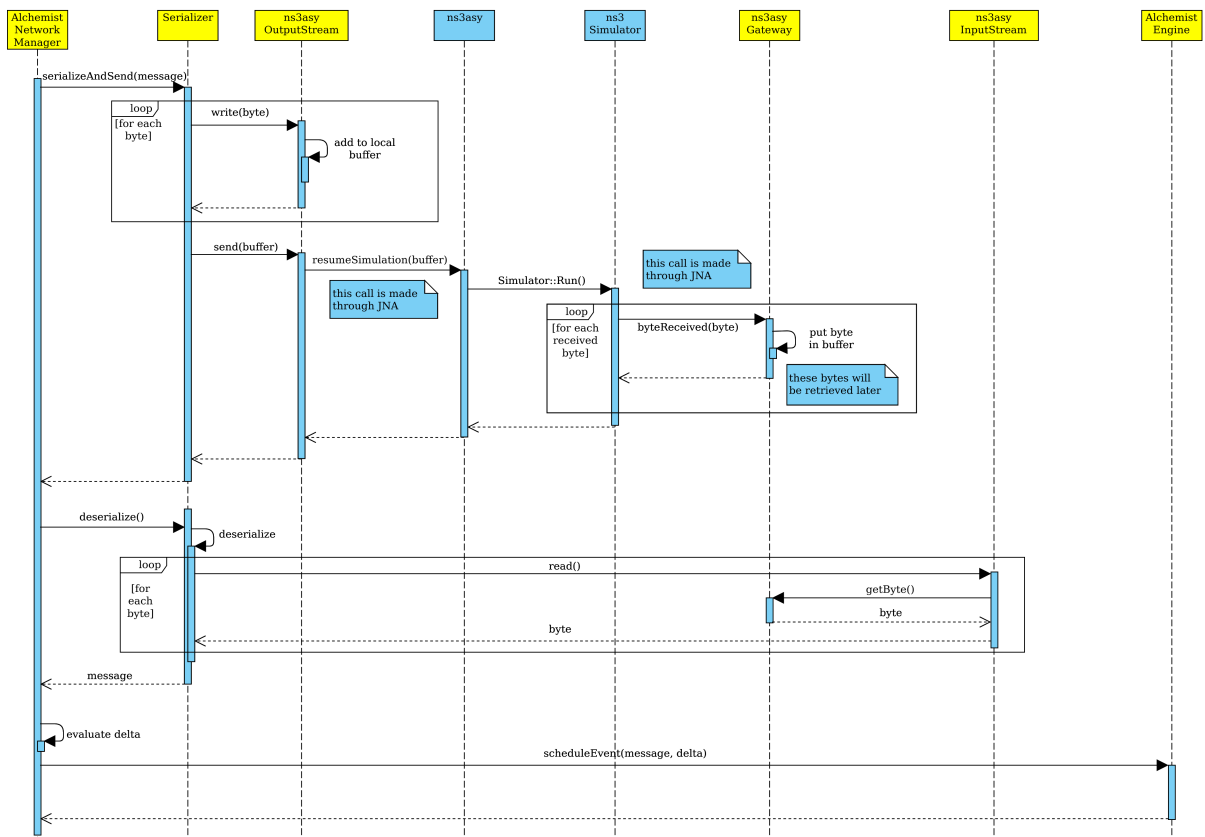 Alchemist
Network
Manager
Serializer
ns3asy
OutputStream
ns3asy
ns3
Simulator
ns3asy
Gateway
ns3asy
InputStream
Alchemist
Engine
serializeAndSend(message)
loop
[for each
byte]
write(byte)
add to local
buffer
send(buffer)
resumeSimulation(buffer)
this call is made
through JNA
Simulator::Run()
this call is made
through JNA
loop
[for each
received
byte]
byteReceived(byte)
put byte
in buffer
these bytes will
be retrieved later
deserialize()
deserialize
loop
[for
each
byte]
read()
getByte()
byte
byte
message
evaluate delta
scheduleEvent(message, delta)